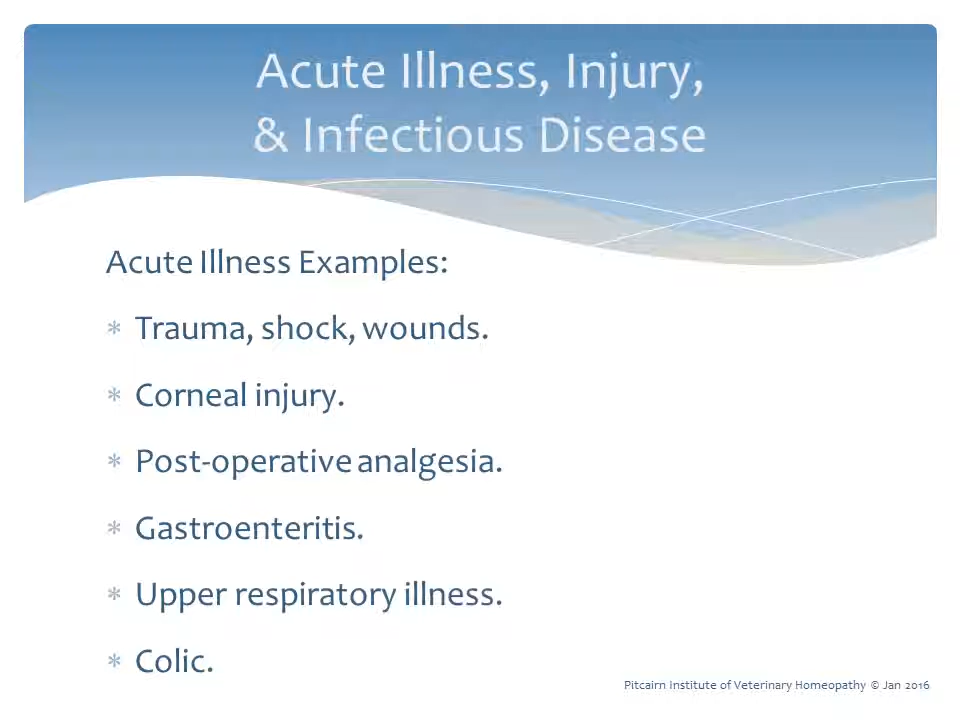 Acute Illness, Injury,
& Infectious Disease
Acute Illness Examples:
* Trauma, shock, wounds.
* Corneal injury.
* Post-operative analgesia.
* Gastroenteritis.
* Upper respiratory illness.
* Colic.
Pitcairn Institute of Veterinary Homeopathy © Jan 2016